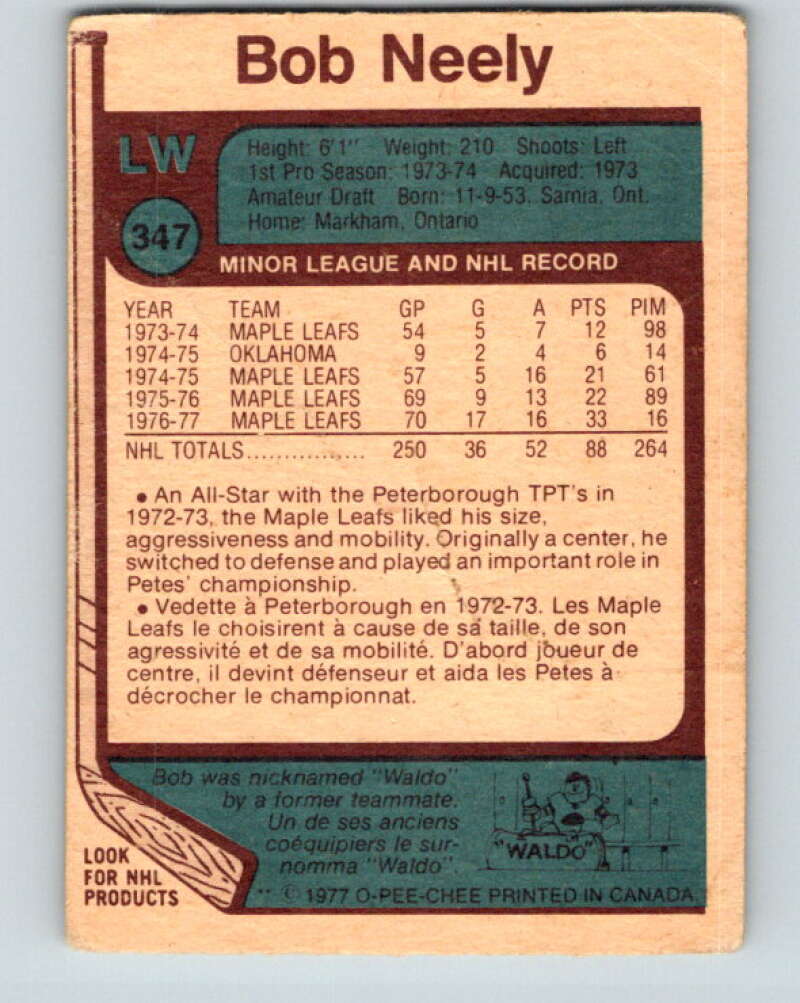 Bob Neely
LW
Height: 6'1" Weight: 210 Shoots: Left
1st Pro Season: 1973-74 Acquired: 1973
Amateur Draft Born: 11-9-53, Sarnia, Ont.
Home: Markham, Ontario
347
MINOR LEAGUE AND NHL RECORD
YEAR TEAM GP G A PTS PIM
1973-74 MAPLE LEAFS 54 5 7 12 98
1974-75 OKLAHOMA 9 2 4 6 14
1974-75 MAPLE LEAFS 57 5 16 21 61
1975-76 MAPLE LEAFS 69 9 13 22 89
1976-77 MAPLE LEAFS 70 17 16 33 16
NHL TOTALS............... 250 36 52 88 264
• An All-Star with the Peterborough TPT's in
1972-73, the Maple Leafs liked his size,
aggressiveness and mobility. Originally a center, he
switched to defense and played an important role in
Petes' championship.
• Vedette à Peterborough en 1972-73. Les Maple
Leafs le choisirent à cause de sa taille, de son
agressivité et de sa mobilité. D'abord joueur de
centre, il devint défenseur et aida les Petes à
décrocher le championnat.
Bob was nicknamed "Waldo"
by a former teammate.
Un de ses anciens
coéquipiers le sur-
nomma "Waldo".
"WALDO"
LOOK
FOR NHL
PRODUCTS
© 1977 O-PEE-CHEE PRINTED IN CANADA